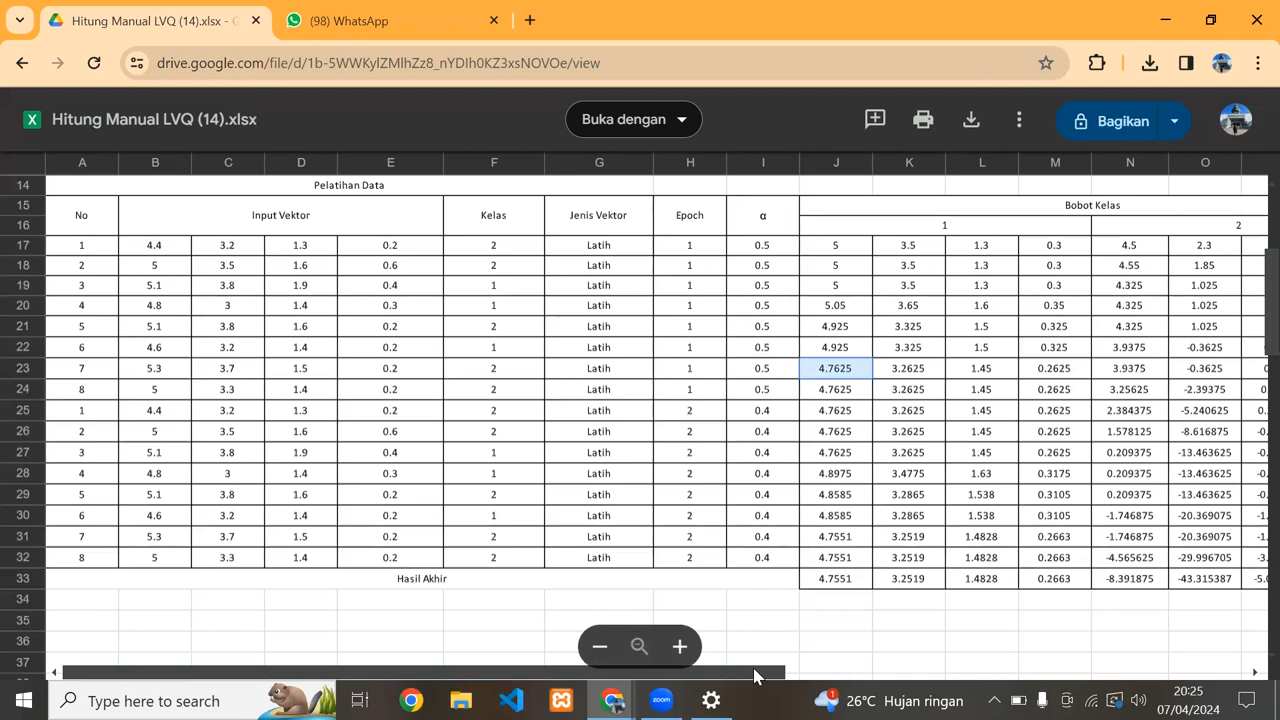 Hitung Manual LVQ (14).xlsx - G
(98) WhatsApp
drive.google.com/file/d/1b-5WWKylZMlhZz8_nYDIh0KZ3xsNOVOe/view
Hitung Manual LVQ (14).xlsx
Buka dengan
Bagikan
A B C D E F G H I J K L M N O
14 Pelatihan Data
15 No Input Vektor Kelas Jenis Vektor Epoch α Bobot Kelas
16 1 2
17 1 4.4 3.2 1.3 0.2 2 Latih 1 0.5 5 3.5 1.3 0.3 4.5 2.3
18 2 5 3.5 1.6 0.6 2 Latih 1 0.5 5 3.5 1.3 0.3 4.55 1.85
19 3 5.1 3.8 1.9 0.4 1 Latih 1 0.5 5 3.5 1.3 0.3 4.325 1.025
20 4 4.8 3 1.4 0.3 1 Latih 1 0.5 5.05 3.65 1.6 0.35 4.325 1.025
21 5 5.1 3.8 1.6 0.2 2 Latih 1 0.5 4.925 3.325 1.5 0.325 4.325 1.025
22 6 4.6 3.2 1.4 0.2 1 Latih 1 0.5 4.925 3.325 1.5 0.325 3.9375 -0.3625
23 7 5.3 3.7 1.5 0.2 2 Latih 1 0.5 4.7625 3.2625 1.45 0.2625 3.9375 -0.3625
24 8 5 3.3 1.4 0.2 2 Latih 1 0.5 4.7625 3.2625 1.45 0.2625 3.25625 -2.39375
25 1 4.4 3.2 1.3 0.2 2 Latih 2 0.4 4.7625 3.2625 1.45 0.2625 2.384375 -5.240625
26 2 5 3.5 1.6 0.6 2 Latih 2 0.4 4.7625 3.2625 1.45 0.2625 1.578125 -8.616875
27 3 5.1 3.8 1.9 0.4 1 Latih 2 0.4 4.7625 3.2625 1.45 0.2625 0.209375 -13.463625
28 4 4.8 3 1.4 0.3 1 Latih 2 0.4 4.8975 3.4775 1.63 0.3175 0.209375 -13.463625
29 5 5.1 3.8 1.6 0.2 2 Latih 2 0.4 4.8585 3.2865 1.538 0.3105 0.209375 -13.463625
30 6 4.6 3.2 1.4 0.2 1 Latih 2 0.4 4.8585 3.2865 1.538 0.3105 -1.746875 -20.369075
31 7 5.3 3.7 1.5 0.2 2 Latih 2 0.4 4.7551 3.2519 1.4828 0.2663 -1.746875 -20.369075
32 8 5 3.3 1.4 0.2 2 Latih 2 0.4 4.7551 3.2519 1.4828 0.2663 -4.565625 -29.996705
33 Hasil Akhir 4.7551 3.2519 1.4828 0.2663 -8.391875 -43.315387
34
35
36
37
Type here to search
zoom
1
26°C Hujan ringan
20:25
07/04/2024